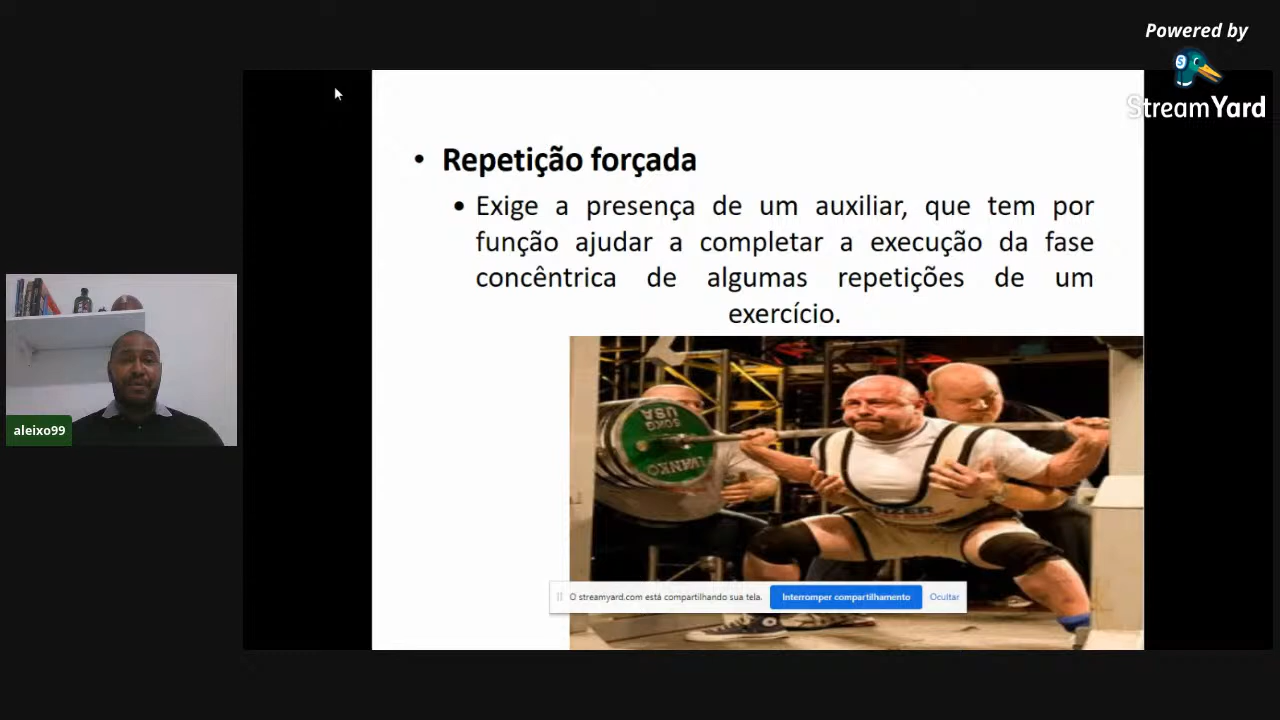 Powered by
StreamYard
• Repetição forçada
• Exige a presença de um auxiliar, que tem por
função ajudar a completar a execução da fase
concêntrica de algumas repetições de um
exercício.
50KG
USA
aleixo99
O streamyard.com está compartilhando sua tela.
Interromper compartilhamento
Ocultar